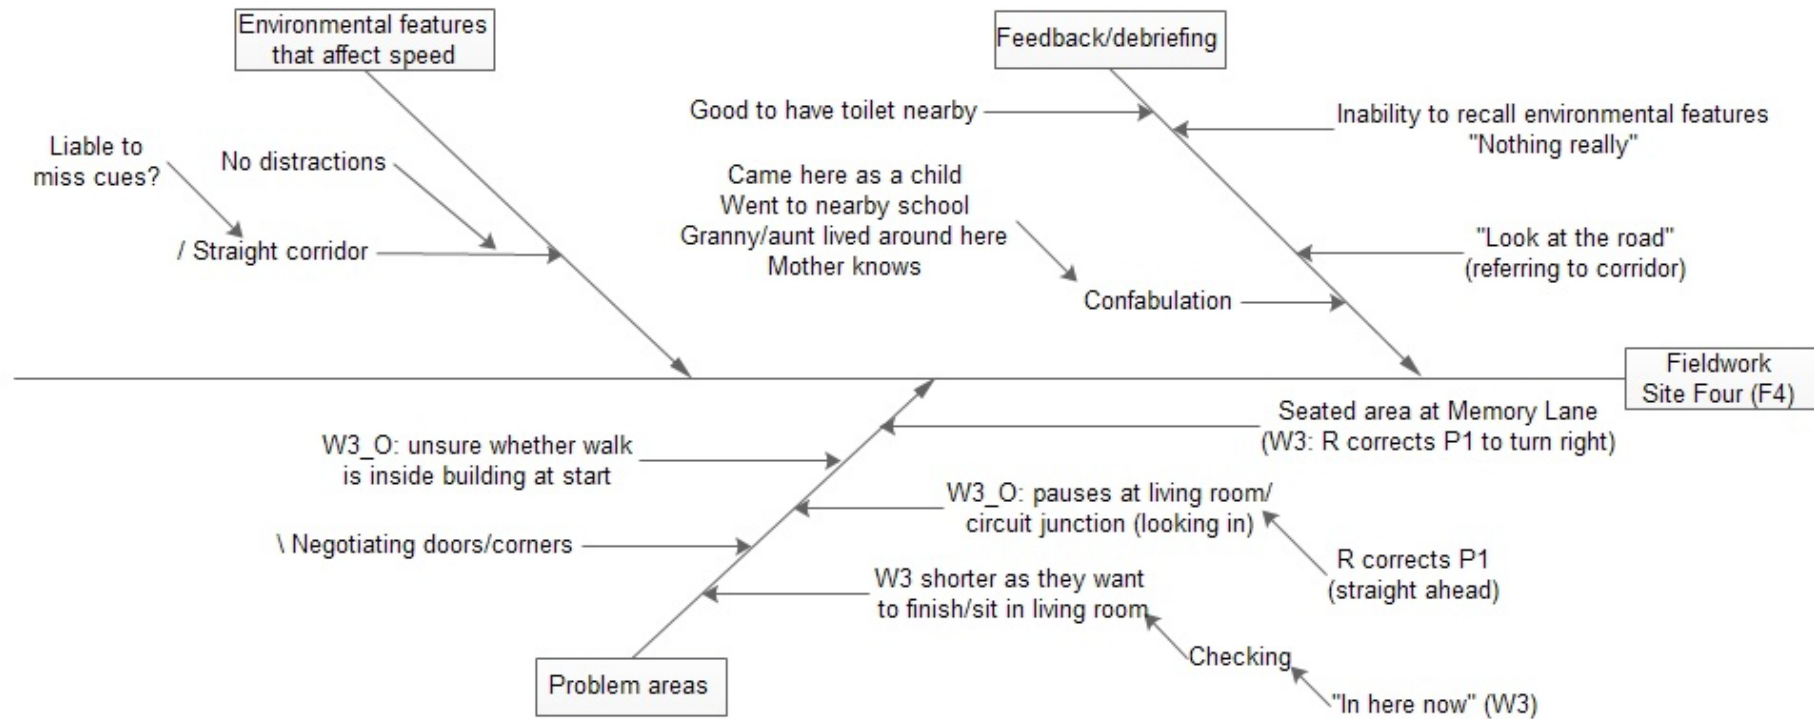 Environmental features
that affect speed
Feedback/debriefing
Good to have toilet nearby
Inability to recall environmental features
"Nothing really"
Liable to
miss cues?
No distractions
/ Straight corridor
Came here as a child
Went to nearby school
Granny/aunt lived around here
Mother knows
Confabulation
"Look at the road"
(referring to corridor)
Fieldwork
Site Four (F4)
Seated area at Memory Lane
(W3: R corrects P1 to turn right)
W3_O: unsure whether walk
is inside building at start
W3_O: pauses at living room/
circuit junction (looking in)
\ Negotiating doors/corners
R corrects P1
(straight ahead)
W3 shorter as they want
to finish/sit in living room
Checking
"In here now" (W3)
Problem areas